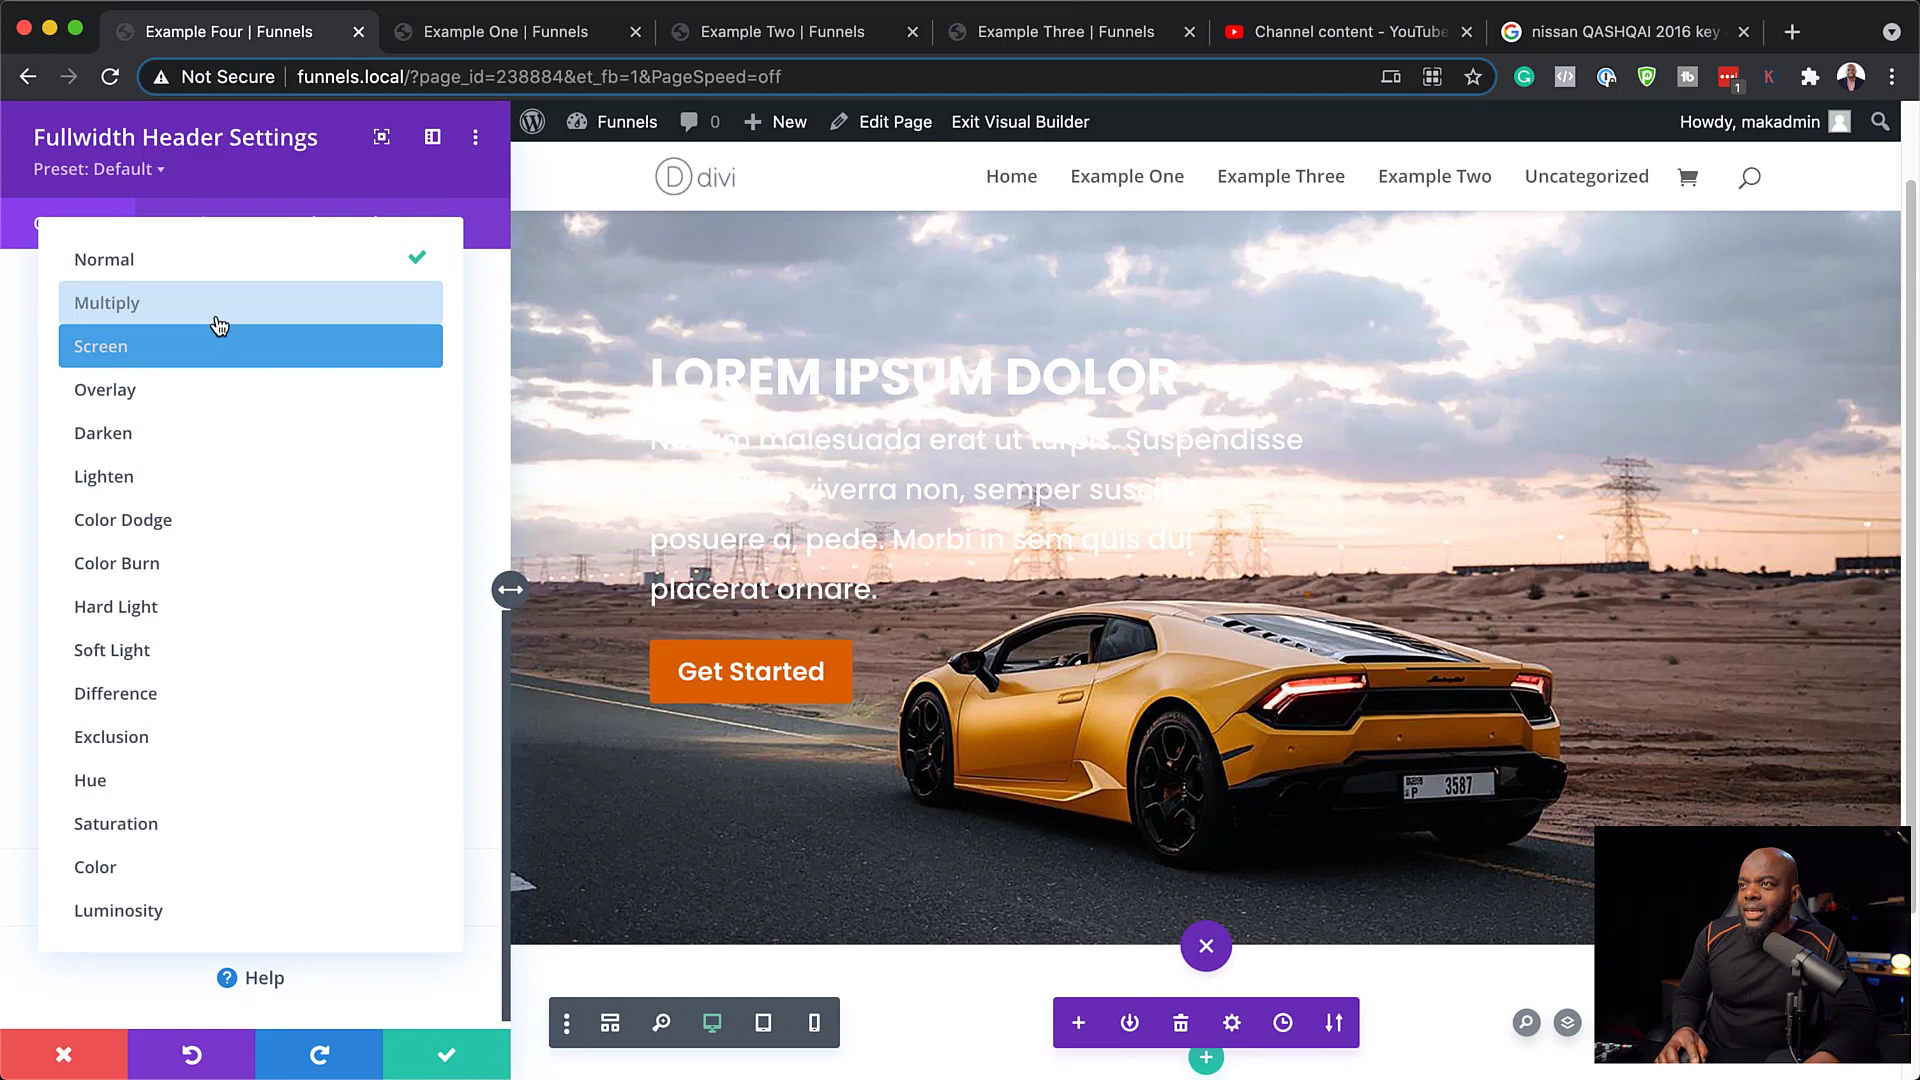 Example Four | Funnels
Example One | Funnels
Example Two | Funnels
Example Three | Funnels
Channel content - YouTube
nissan QASHQAI 2016 key
Not Secure
funnels.local/?page_id=238884&et_fb=1&PageSpeed=off
1
Fullwidth Header Settings
Preset: Default
Funnels
0
New
Edit Page
Exit Visual Builder
Howdy, makadmin
divi
Home
Example One
Example Three
Example Two
Uncategorized
Normal
Multiply
Screen
Overlay
Darken
Lighten
Color Dodge
Color Burn
Hard Light
Soft Light
Difference
Exclusion
Hue
Saturation
Color
Luminosity
Help
LOREM IPSUM DOLOR
malesuada erat ut turpis. Suspendisse
viverra non, semper suscipit
posuere a, pede. Morbi in sem quis dui
placerat ornare.
Get Started
3587